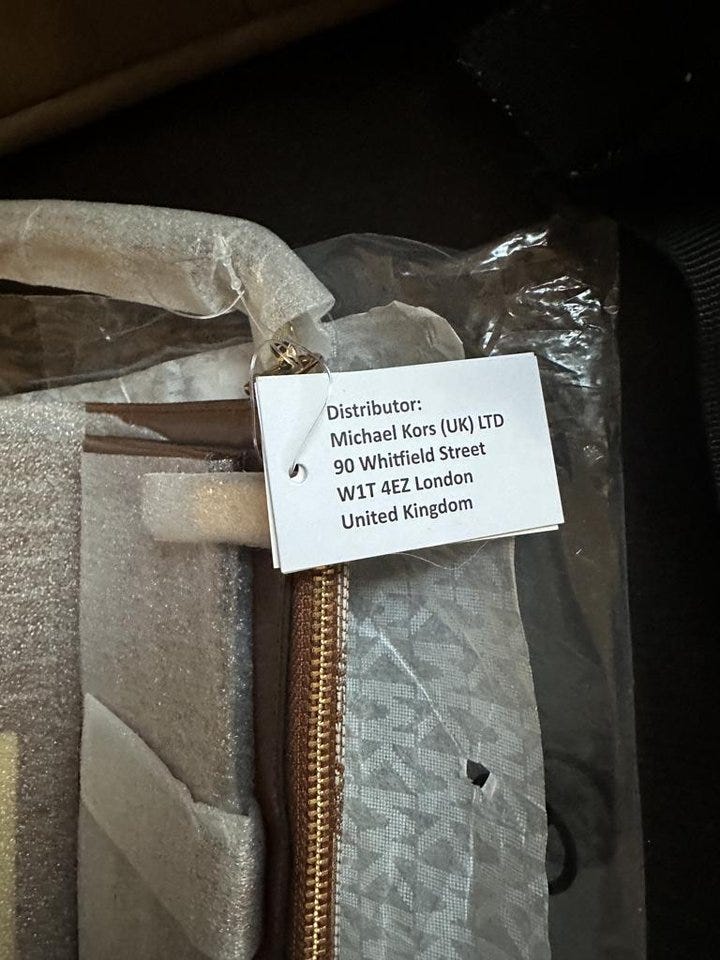 Distributor:
Michael Kors (UK) LTD
90 Whitfield Street
W1T 4EZ London
United Kingdom